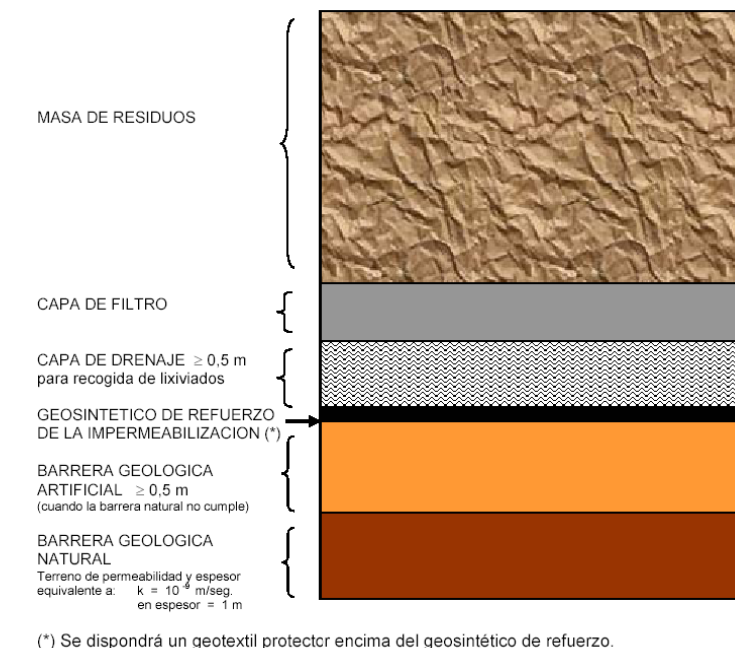 MASA DE RESIDUOS
CAPA DE FILTRO
CAPA DE DRENAJE ≥ 0,5 m
para recogida de lixiviados
GEOSINTETICO DE REFUERZO
DE LA IMPERMEABILIZACION (*)
BARRERA GEOLOGICA
ARTIFICIAL ≥ 0,5 m
(cuando la barrera natural no cumple)
BARRERA GEOLOGICA
NATURAL
Terreno de permeabilidad y espesor
equivalente a: k = 10⁻⁹ m/seg.
en espesor = 1 m
(*) Se dispondrá un geotextil protector encima del geosintético de refuerzo.